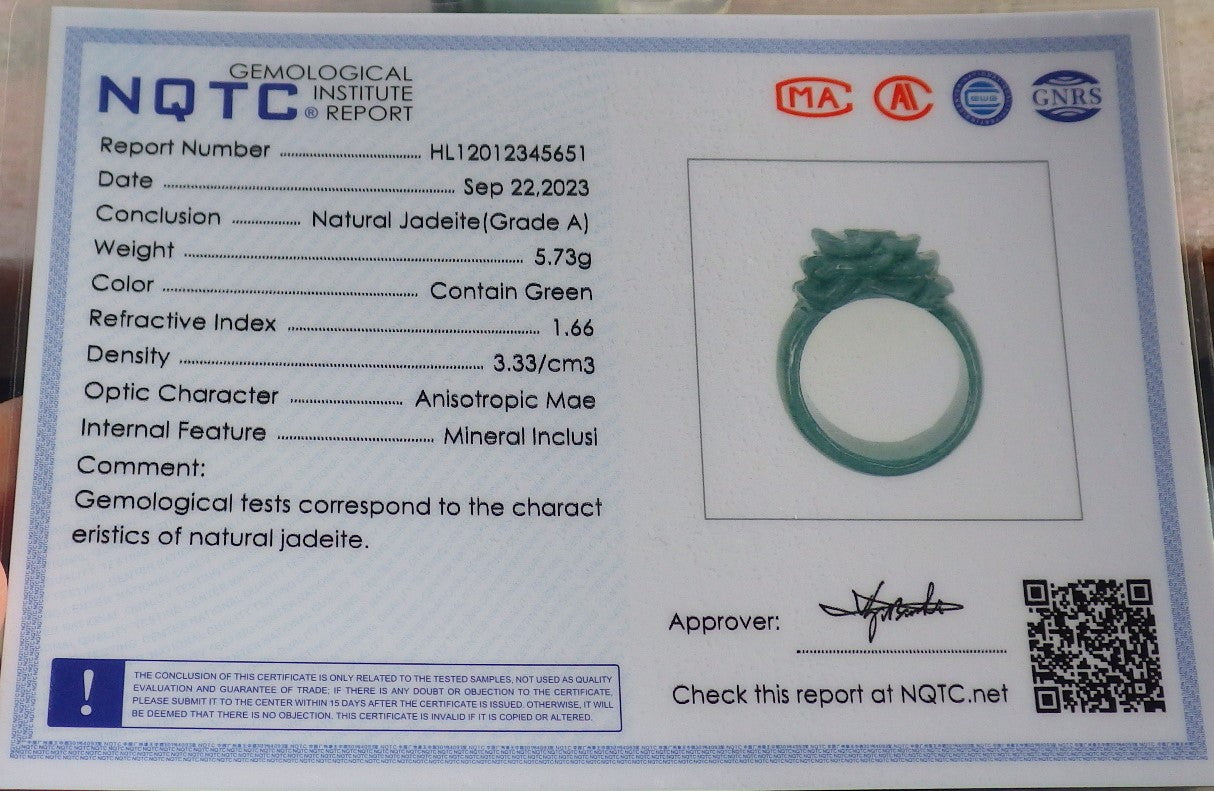 NQTC® GEMOLOGICAL INSTITUTE REPORT
MA
GNRS
Report Number ........ HL12012345651
Date ........ Sep 22,2023
Conclusion ........ Natural Jadeite(Grade A)
Weight ........ 5.73g
Color ........ Contain Green
Refractive Index ........ 1.66
Density ........ 3.33/cm3
Optic Character ........ Anisotropic Mae
Internal Feature ........ Mineral Inclusi
Comment:
Gemological tests correspond to the charact
eristics of natural jadeite.
THE CONCLUSION OF THIS CERTIFICATE IS ONLY RELATED TO THE TESTED SAMPLES, NOT USED AS QUALITY
EVALUATION AND GUARANTEE OF TRADE; IF THERE IS ANY DOUBT OR OBJECTION TO THE CERTIFICATE,
PLEASE SUBMIT IT TO THE CENTER WITHIN 15 DAYS AFTER THE CERTIFICATE IS ISSUED. OTHERWISE, IT WILL
BE DEEMED THAT THERE IS NO OBJECTION. THIS CERTIFICATE IS INVALID IF IT IS COPIED OR ALTERED.
Approver:
Check this report at NQTC.net